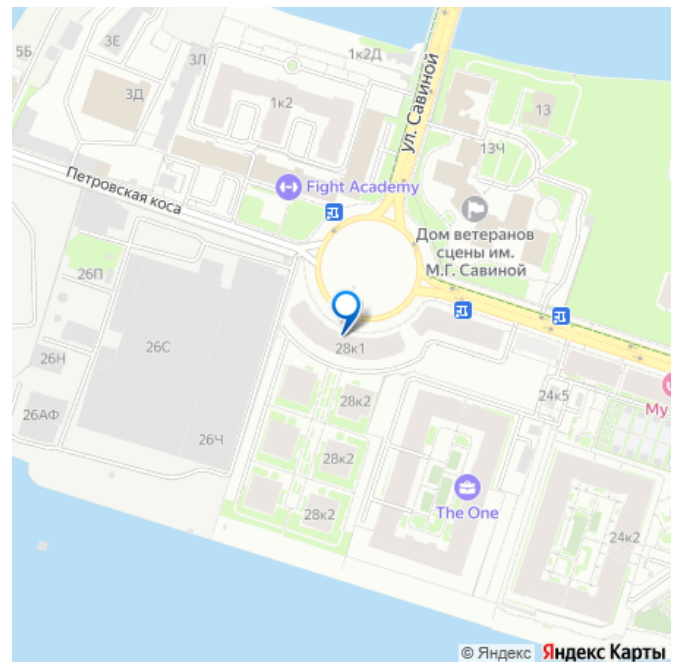 5Б
3Е
3Л
1к2Д
3Д
1к2
ул. Савиной
13
13Ч
Петровская коса
Fight Academy
Дом ветеранов
сцены им.
М.Г. Савиной
26П
26С
28к1
26Н
28к2
24к5
My
26АФ
26Ч
28к2
The One
28к2
24к2
© Яндекс Яндекс Карты